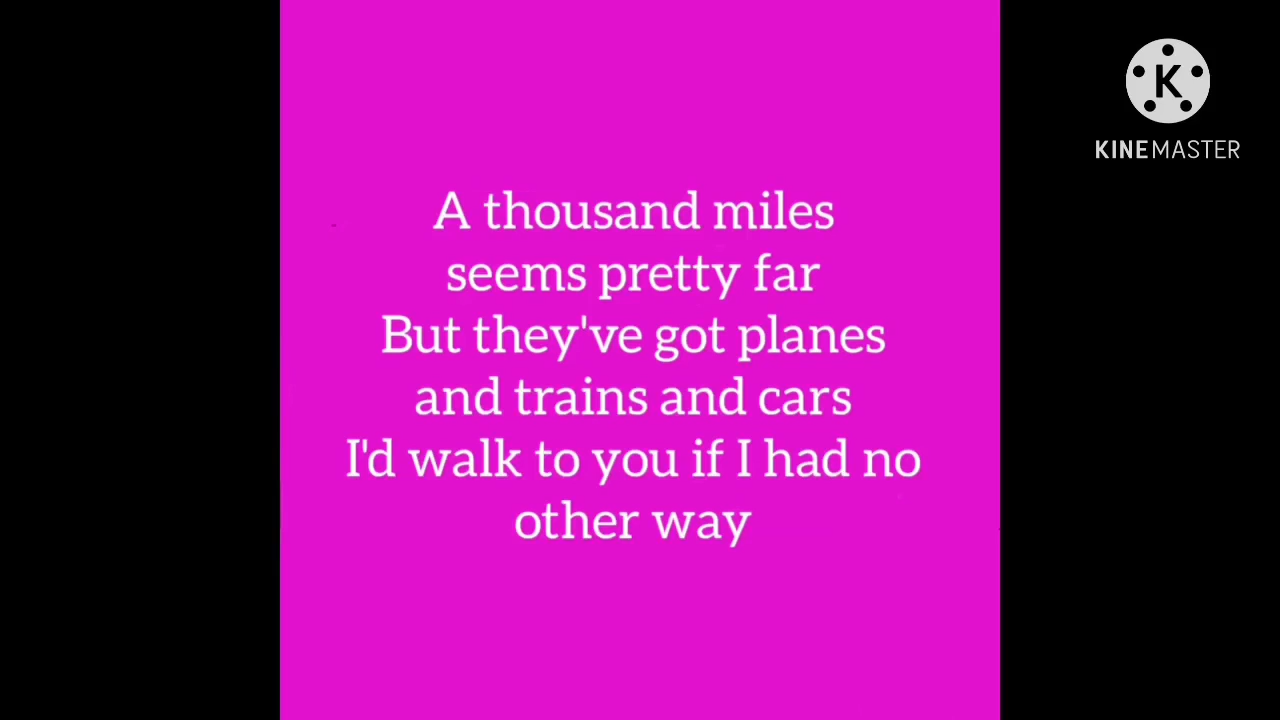 A thousand miles
seems pretty far
But they've got planes
and trains and cars
I'd walk to you if I had no
other way
K
KINEMASTER